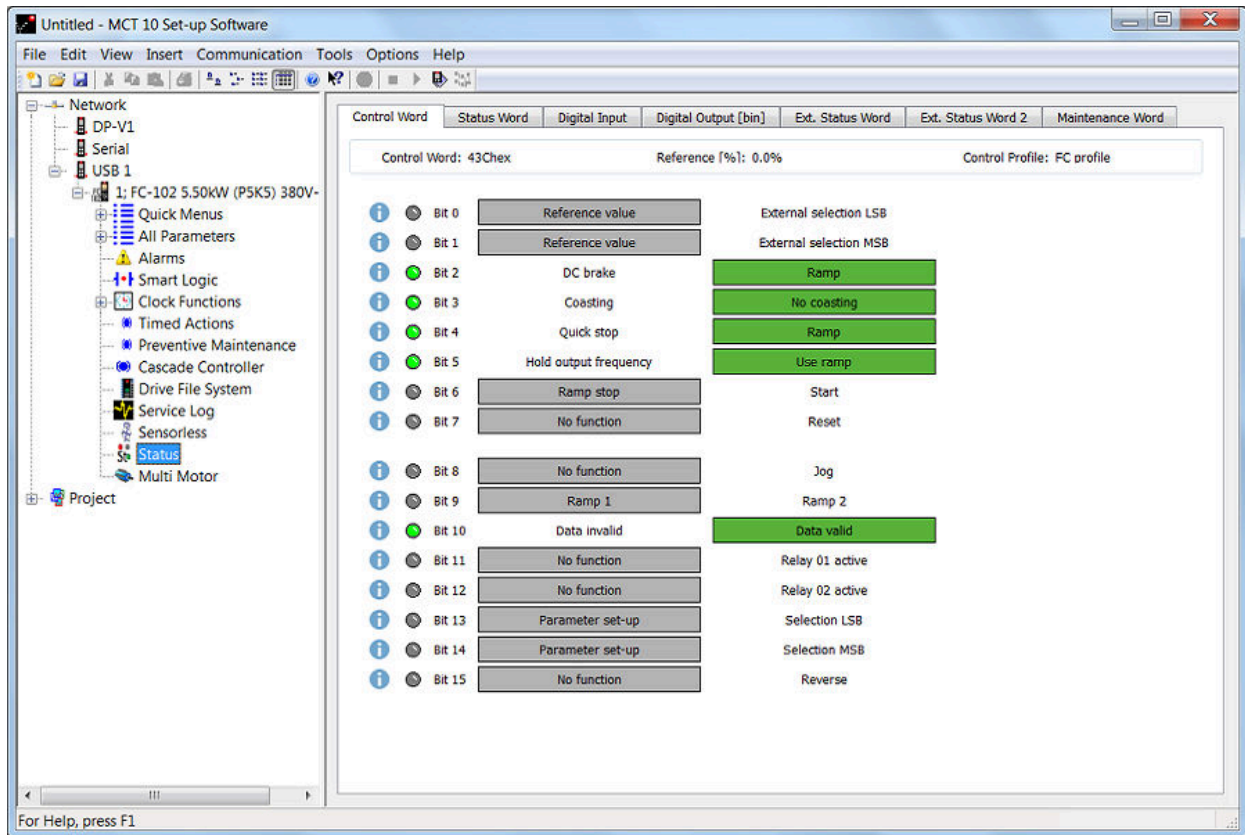 Untitled - MCT 10 Set-up Software
File Edit View Insert Communication Tools Options Help
Network
DP-V1
Serial
USB 1
1; FC-102 5.50kW (P5K5) 380V-
Quick Menus
All Parameters
Alarms
Smart Logic
Clock Functions
Timed Actions
Preventive Maintenance
Cascade Controller
Drive File System
Service Log
Sensorless
Status
Multi Motor
Project
Control Word Status Word Digital Input Digital Output [bin] Ext. Status Word Ext. Status Word 2 Maintenance Word
Control Word: 43Chex Reference [%]: 0.0% Control Profile: FC profile
Bit 0 Reference value External selection LSB
Bit 1 Reference value External selection MSB
Bit 2 DC brake Ramp
Bit 3 Coasting No coasting
Bit 4 Quick stop Ramp
Bit 5 Hold output frequency Use ramp
Bit 6 Ramp stop Start
Bit 7 No function Reset
Bit 8 No function Jog
Bit 9 Ramp 1 Ramp 2
Bit 10 Data invalid Data valid
Bit 11 No function Relay 01 active
Bit 12 No function Relay 02 active
Bit 13 Parameter set-up Selection LSB
Bit 14 Parameter set-up Selection MSB
Bit 15 No function Reverse
For Help, press F1